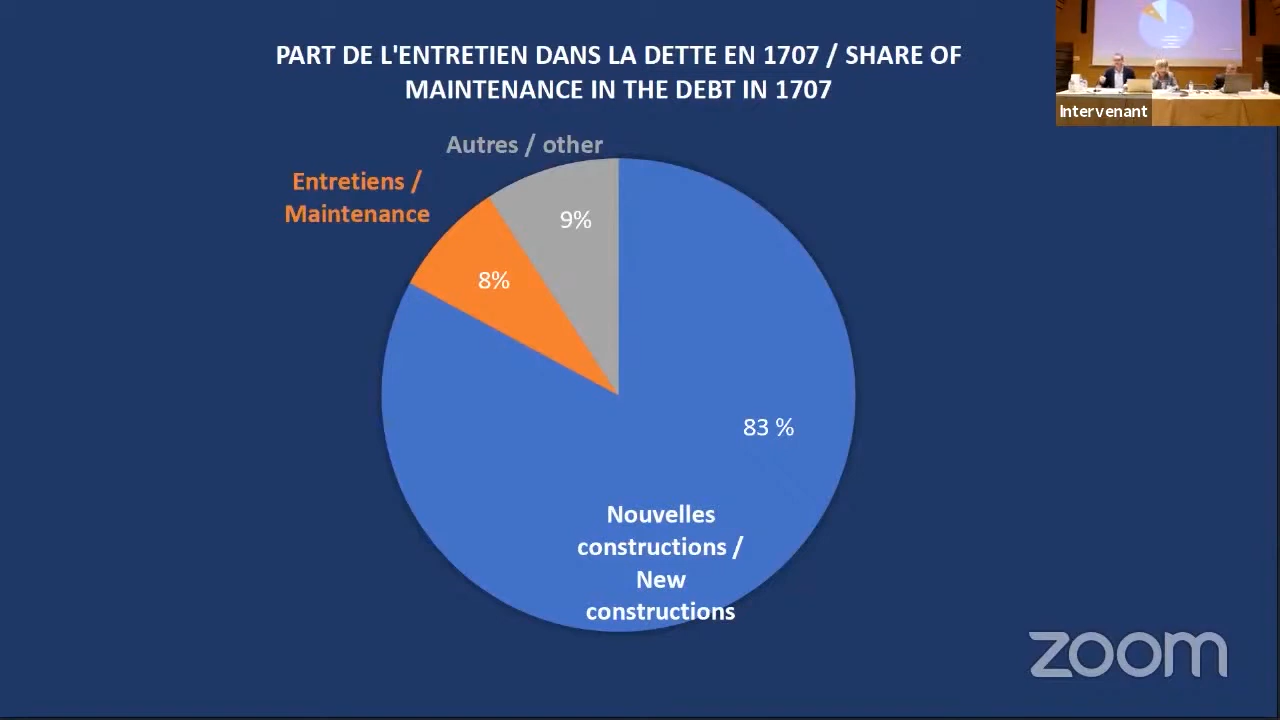 PART DE L'ENTRETIEN DANS LA DETTE EN 1707 / SHARE OF
MAINTENANCE IN THE DEBT IN 1707
Intervenant
Autres / other
Entretiens /
Maintenance
9%
8%
83 %
Nouvelles
constructions /
New
constructions
zoom